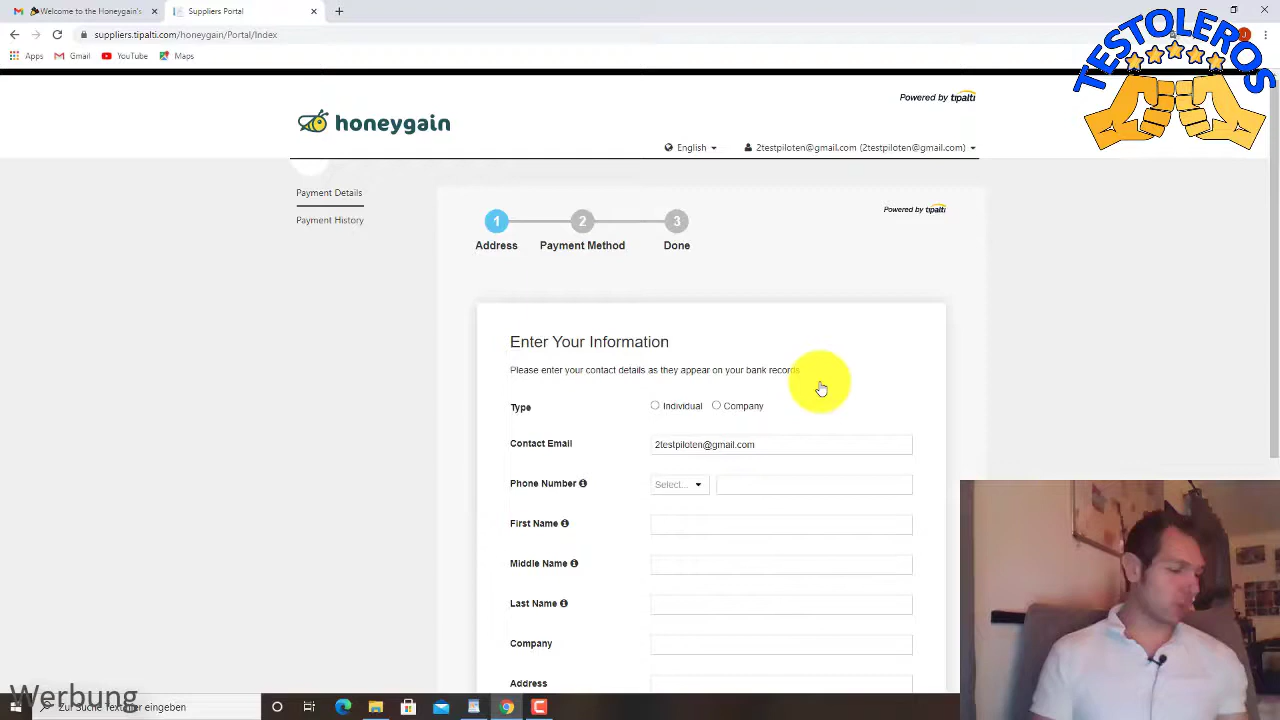 Welcome to the Honeygain's
Suppliers Portal
suppliers.tipalti.com/honeygain/Portal/Index
Apps
Gmail
YouTube
Maps
TESTOLEROS
Powered by tipalti
honeygain
English
2testpiloten@gmail.com (2testpiloten@gmail.com)
Payment Details
Payment History
Powered by tipalti
1
2
3
Address
Payment Method
Done
Enter Your Information
Please enter your contact details as they appear on your bank records
Type
Individual
Company
Contact Email
2testpiloten@gmail.com
Phone Number
Select...
First Name
Middle Name
Last Name
Company
Address
Werbung
Zur Suche Text hier eingeben